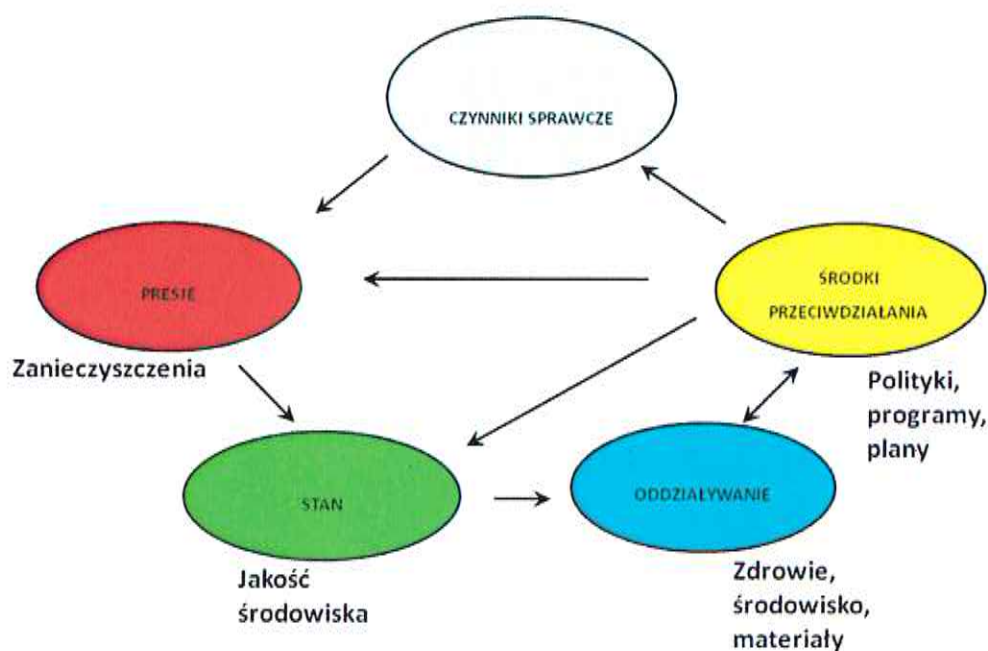 CZYNNIKI SPRAWCZE
PRESJE
Zanieczyszczenia
ŚRODKI
PRZECIWDZIAŁANIA
Polityki,
programy,
plany
STAN
Jakość
środowiska
ODDZIAŁYWANIE
Zdrowie,
środowisko,
materiały